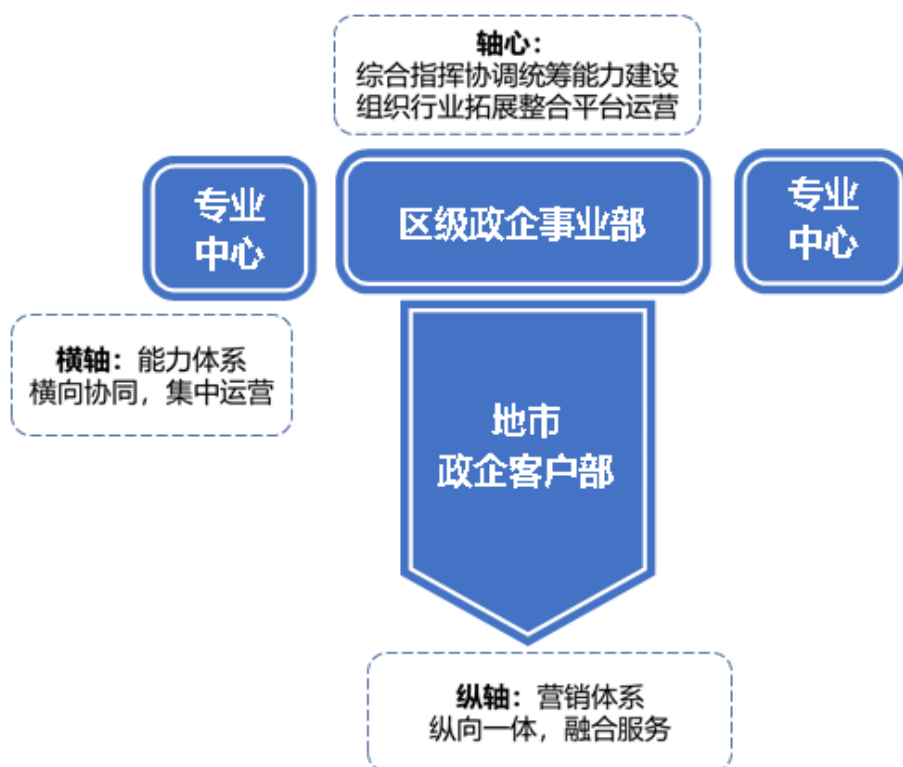 轴心：
综合指挥协调统筹能力建设
组织行业拓展整合平台运营
专业
中心
区级政企事业部
专业
中心
横轴：能力体系
横向协同，集中运营
地市
政企客户部
纵轴：营销体系
纵向一体，融合服务